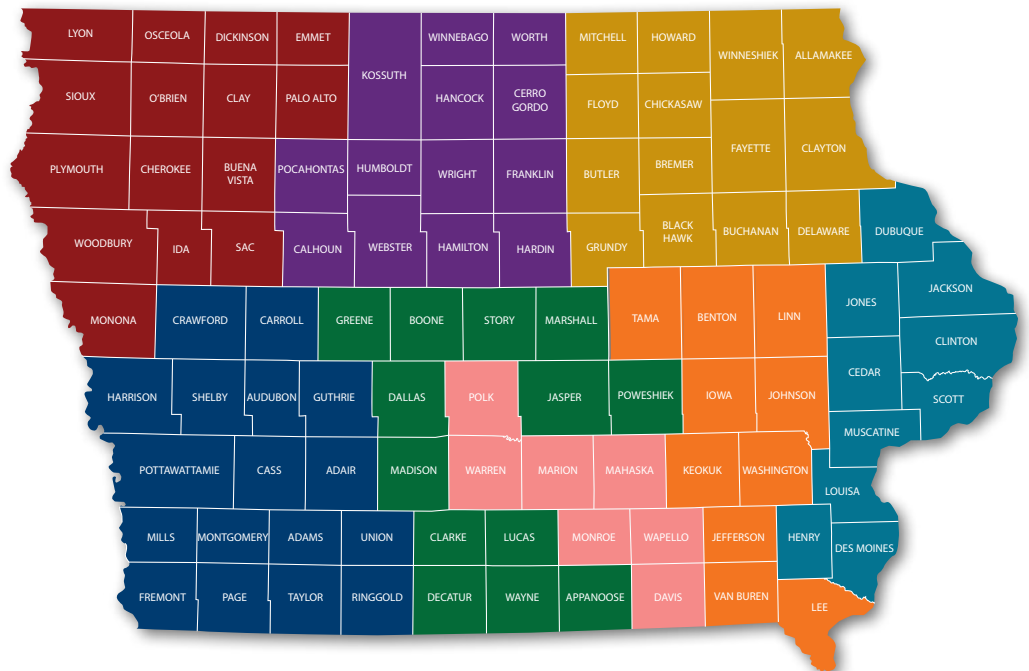 LYON
OSCEOLA
DICKINSON
EMMET
KOSSUTH
WINNEBAGO
WORTH
MITCHELL
HOWARD
WINNESHIEK
ALLAMAKEE
SIOUX
O'BRIEN
CLAY
PALO ALTO
HANCOCK
CERRO
GORDO
FLOYD
CHICKASAW
PLYMOUTH
CHEROKEE
BUENA
VISTA
POCAHONTAS
HUMBOLDT
WRIGHT
FRANKLIN
BUTLER
BREMER
FAYETTE
CLAYTON
WOODBURY
IDA
SAC
CALHOUN
WEBSTER
HAMILTON
HARDIN
GRUNDY
BLACK
HAWK
BUCHANAN
DELAWARE
DUBUQUE
MONONA
CRAWFORD
CARROLL
GREENE
BOONE
STORY
MARSHALL
TAMA
BENTON
LINN
JONES
JACKSON
CLINTON
HARRISON
SHELBY
AUDUBON
GUTHRIE
DALLAS
POLK
JASPER
POWESHIEK
IOWA
JOHNSON
CEDAR
SCOTT
MUSCATINE
POTTAWATTAMIE
CASS
ADAIR
MADISON
WARREN
MARION
MAHASKA
KEOKUK
WASHINGTON
LOUISA
MILLS
MONTGOMERY
ADAMS
UNION
CLARKE
LUCAS
MONROE
WAPELLO
JEFFERSON
HENRY
DES MOINES
FREMONT
PAGE
TAYLOR
RINGGOLD
DECATUR
WAYNE
APPANOOSE
DAVIS
VAN BUREN
LEE